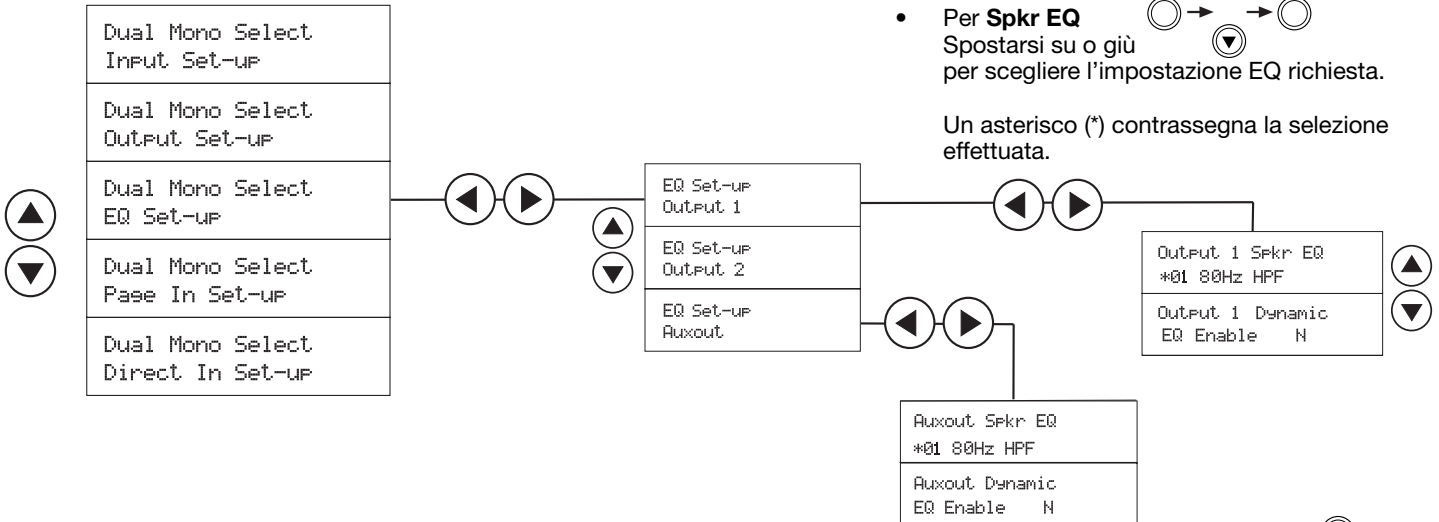 Dual Mono Select
Input Set-up
Dual Mono Select
Output Set-up
Dual Mono Select
EQ Set-up
Dual Mono Select
Page In Set-up
Dual Mono Select
Direct In Set-up
EQ Set-up
Output 1
EQ Set-up
Output 2
EQ Set-up
Auxout
• Per Spkr EQ
Spostarsi su o giù
per scegliere l'impostazione EQ richiesta.
Un asterisco (*) contrassegna la selezione
effettuata.
Output 1 Spkr EQ
*01 80Hz HPF
Output 1 Dynamic
EQ Enable N
Auxout Spkr EQ
*01 80Hz HPF
Auxout Dynamic
EQ Enable N